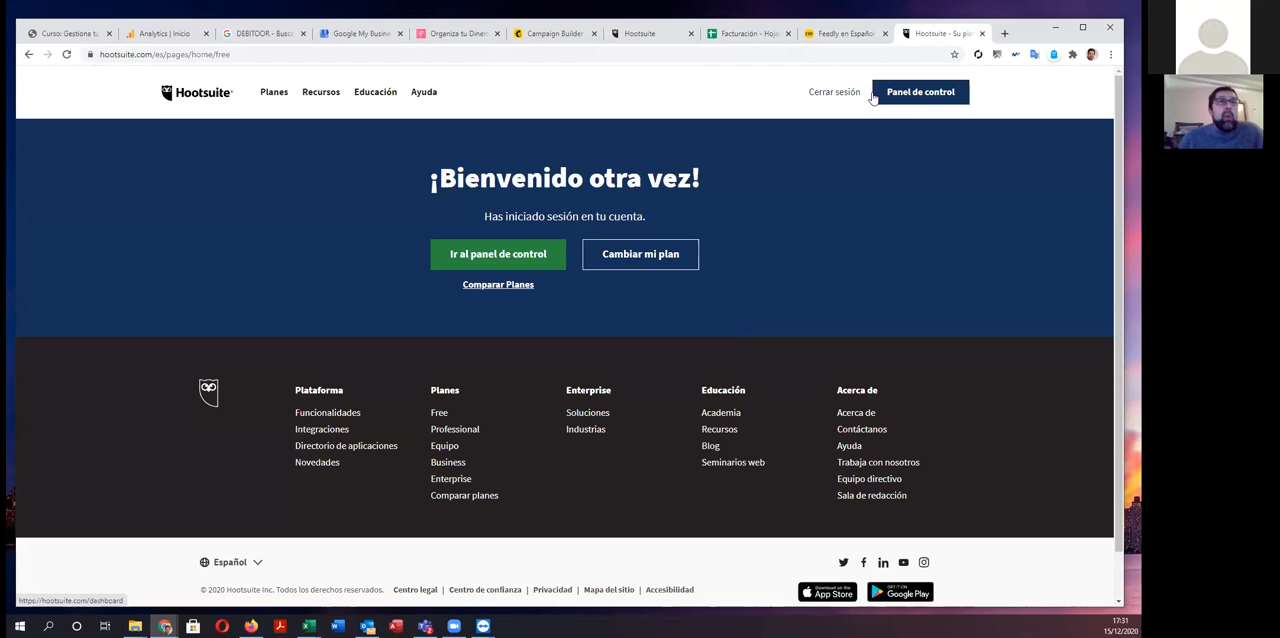 Curso: Gestiona tu
Analytics | Inicio
DEBITOOR - Busca
Google My Busine
Organiza tu Diner
Campaign Builder
Hootsuite
Facturación - Hoja
Feedly en Español
Hootsuite - Su pla
hootsuite.com/es/pages/home/free
Hootsuite
Planes
Recursos
Educación
Ayuda
Cerrar sesión
Panel de control
¡Bienvenido otra vez!
Has iniciado sesión en tu cuenta.
Ir al panel de control
Cambiar mi plan
Comparar Planes
Plataforma
Funcionalidades
Integraciones
Directorio de aplicaciones
Novedades
Planes
Free
Professional
Equipo
Business
Enterprise
Comparar planes
Enterprise
Soluciones
Industrias
Educación
Academia
Recursos
Blog
Seminarios web
Acerca de
Acerca de
Contáctanos
Ayuda
Trabaja con nosotros
Equipo directivo
Sala de redacción
Español
© 2020 Hootsuite Inc. Todos los derechos reservados.
Centro legal
Centro de confianza
Privacidad
Mapa del sitio
Accesibilidad
Download on the
App Store
GET IT ON
Google Play
https://hootsuite.com/dashboard
17:31
15/12/2020